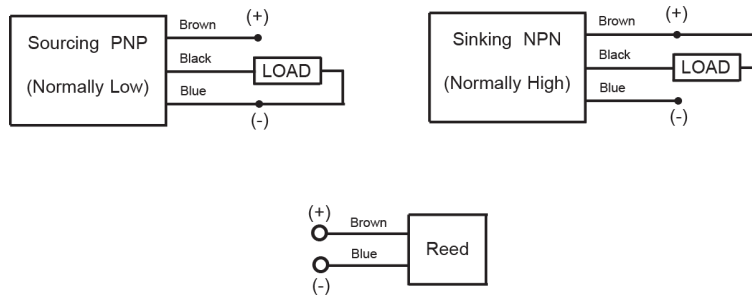 Sourcing PNP
(Normally Low)
Brown
(+)
Black
LOAD
Blue
(-)
Sinking NPN
(Normally High)
Brown
(+)
Black
LOAD
Blue
(-)
(+)
Brown
Blue
(-)
Reed